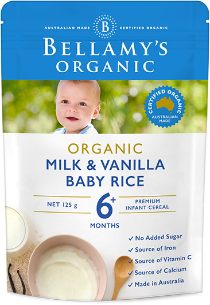 AUSTRALIAN MADE CERTIFIED ORGANIC
B
BELLAMY'S
ORGANIC
CERTIFIED ORGANIC
AUSTRALIAN
MADE
ORGANIC
MILK & VANILLA
BABY RICE
NET 125 g
6+
MONTHS
PREMIUM
INFANT CEREAL
✓ No Added Sugar
✓ Source of Iron
✓ Source of Vitamin C
✓ Source of Calcium
✓ Made in Australia